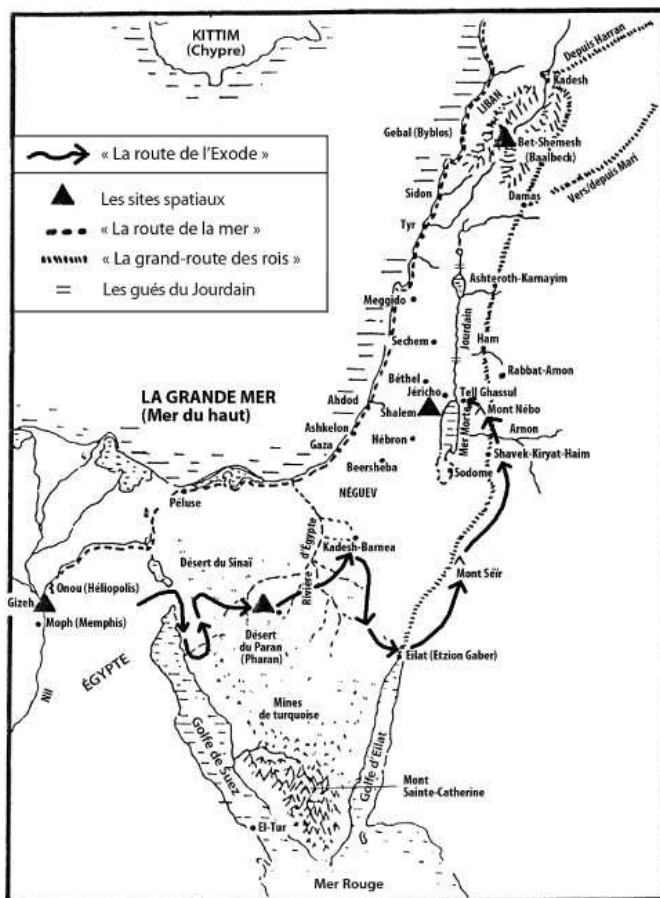 KITTIM
(Chypre)
Depuis Harran
Kadesh
LIBAN
Gebal (Byblos)
Bet-Shemesh
(Baalbeck)
« La route de l'Exode »
Les sites spatiaux
« La route de la mer »
« La grand-route des rois »
Les gués du Jourdain
Sidon
Damas
Vers/depuis Mari
Tyr
Ashteroth-Karnayim
Meggido
Jourdain
Sechem
Ham
Rabbat-Amon
Béthel
Jéricho
Tell Ghassul
LA GRANDE MER
(Mer du haut)
Ahdod
Shalem
Mont Nébo
Ashkelon
Mer Morte
Arnon
Gaza
Hébron
Shavek-Kiryat-Haim
Beersheba
Sodome
NÉGUEV
Péluse
Rivière d'Égypte
Kadesh-Barnea
Désert du Sinaï
Mont Séïr
Onou (Héliopolis)
Gizeh
Moph (Memphis)
Désert
du Paran
(Pharan)
Eilat (Etzion Gaber)
ÉGYPTE
Nil
Mines
de turquoise
Golfe de Suez
Golfe d'Eilat
Mont
Sainte-Catherine
El-Tur
Mer Rouge